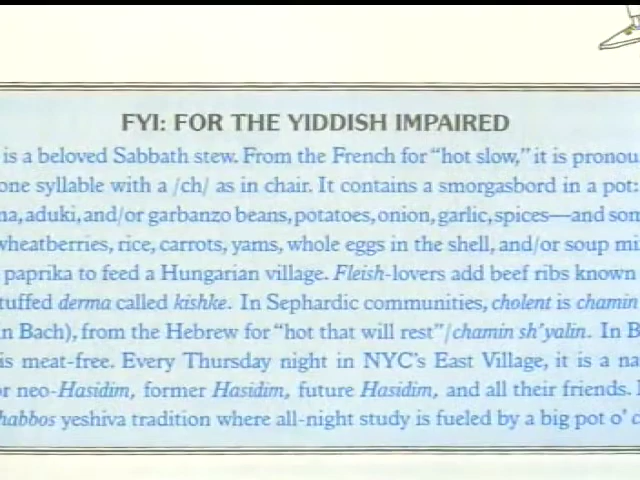 FYI: FOR THE YIDDISH IMPAIRED
is a beloved Sabbath stew. From the French for "hot slow," it is pronou
one syllable with a /ch/ as in chair. It contains a smorgasbord in a pot:
na, aduki, and/or garbanzo beans, potatoes, onion, garlic, spices—and son
wheatberries, rice, carrots, yams, whole eggs in the shell, and/or soup mi
paprika to feed a Hungarian village. Fleish-lovers add beef ribs known
tuffed derma called kishke. In Sephardic communities, cholent is chamin
n Bach), from the Hebrew for "hot that will rest"/chamin sh'yalin. In B
is meat-free. Every Thursday night in NYC's East Village, it is a na
or neo-Hasidim, former Hasidim, future Hasidim, and all their friends.
habbos yeshiva tradition where all-night study is fueled by a big pot o' c